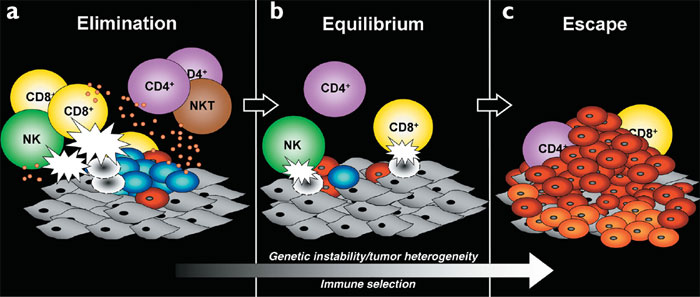 a Elimination
b Equilibrium
c Escape
CD8+
CD8+
NK
CD4+
D4+
NKT
CD4+
NK
CD8+
CD4+
CD8+
Genetic instability/tumor heterogeneity
Immune selection